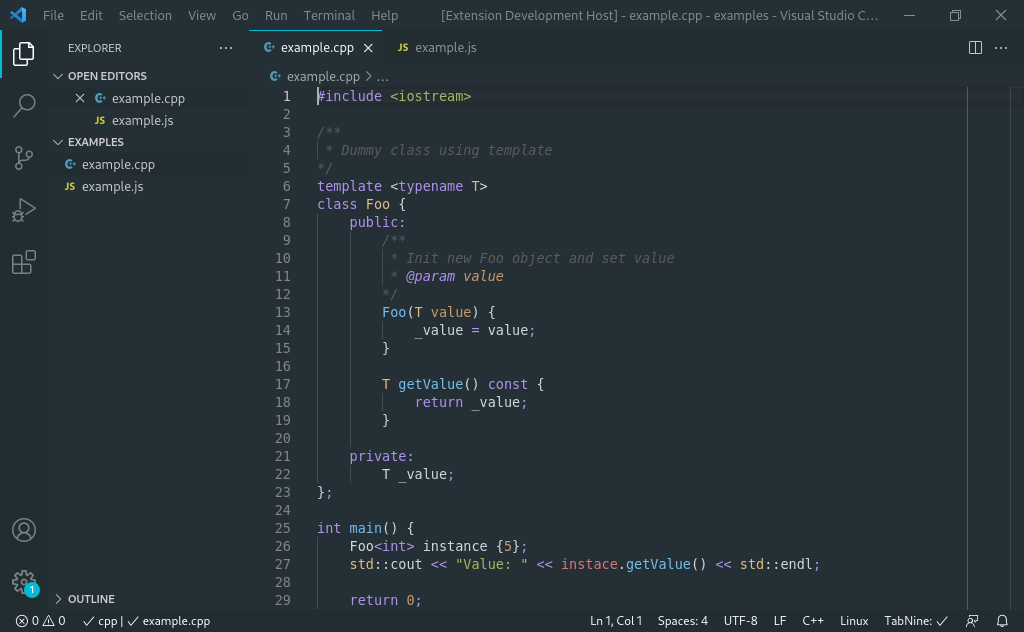 File Edit Selection View Go Run Terminal Help [Extension Development Host] - example.cpp - examples - Visual Studio C...
EXPLORER
OPEN EDITORS
example.cpp
JS example.js
EXAMPLES
example.cpp
JS example.js
OUTLINE
example.cpp JS example.js
example.cpp > ...
1 #include <iostream>
2
3 /**
4 * Dummy class using template
5 */
6 template <typename T>
7 class Foo {
8 public:
9 /**
10 * Init new Foo object and set value
11 * @param value
12 */
13 Foo(T value) {
14 _value = value;
15 }
16
17 T getValue() const {
18 return _value;
19 }
20
21 private:
22 T _value;
23 };
24
25 int main() {
26 Foo<int> instance {5};
27 std::cout << "Value: " << instace.getValue() << std::endl;
28
29 return 0;
1
0 0 cpp | example.cpp Ln 1, Col 1 Spaces: 4 UTF-8 LF C++ Linux TabNine: